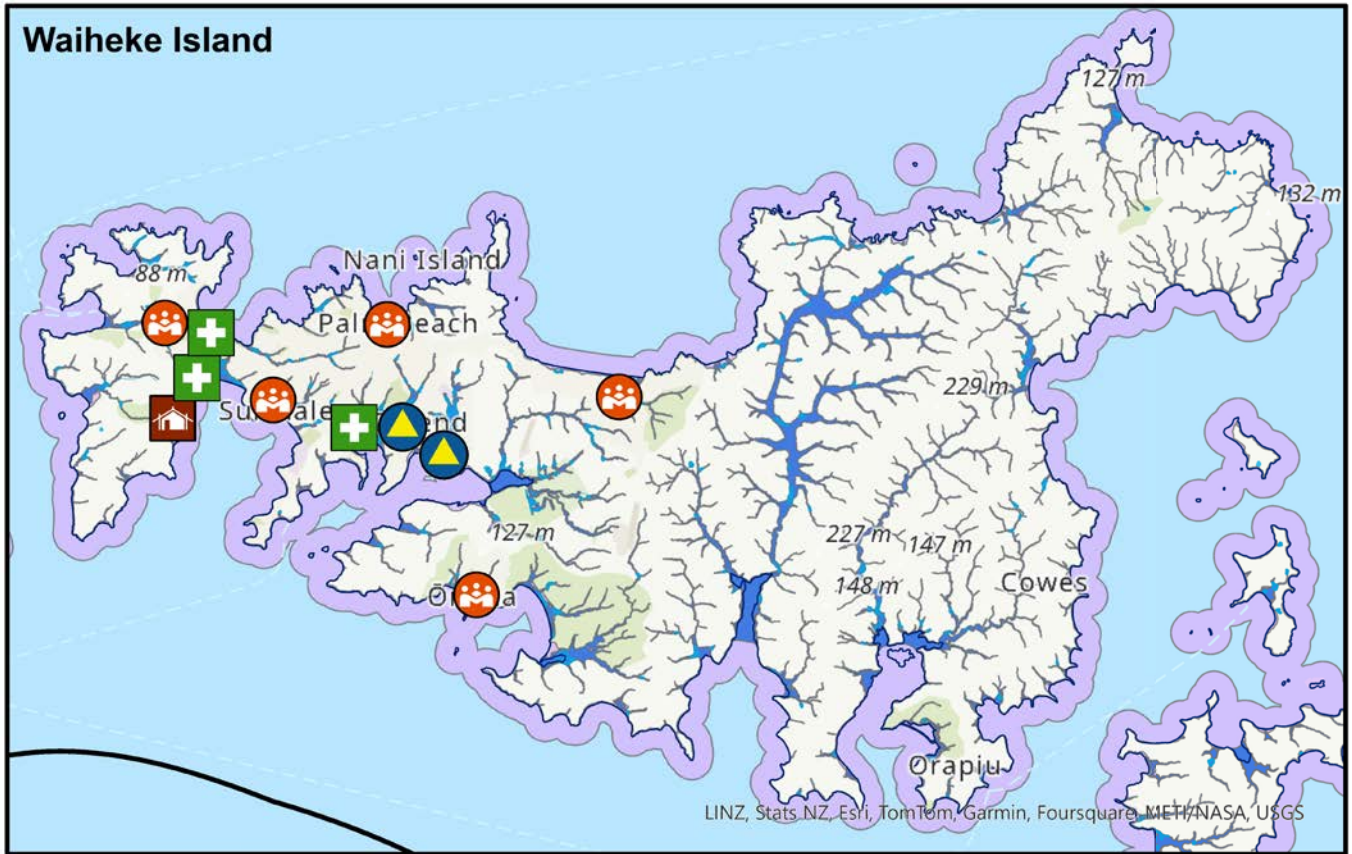 Waiheke Island
127 m
132 m
Nani Island
88 m
229 m
127 m
227 m
147 m
148 m
Cowes
Orapiu
LINZ, Stats NZ, Esri, TomTom, Garmin, Foursquare, METI/NASA, USGS